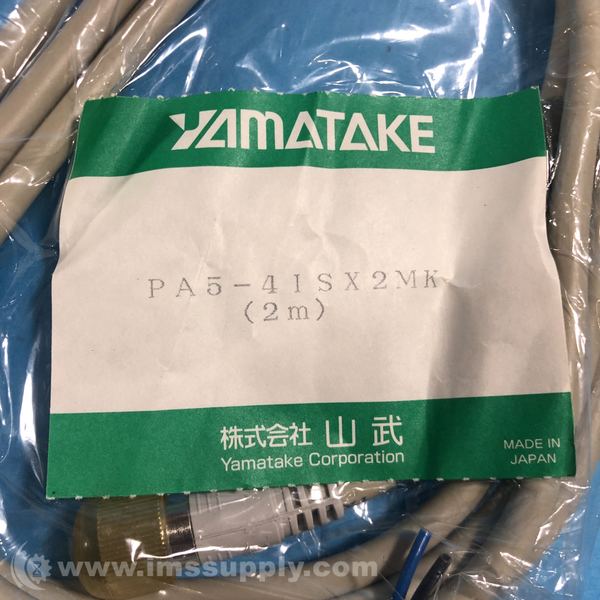 YAMATAKE
PA5-4ISX2MK
(2m)
株式会社 山武
Yamatake Corporation
MADE IN
JAPAN
www.imssupply.com